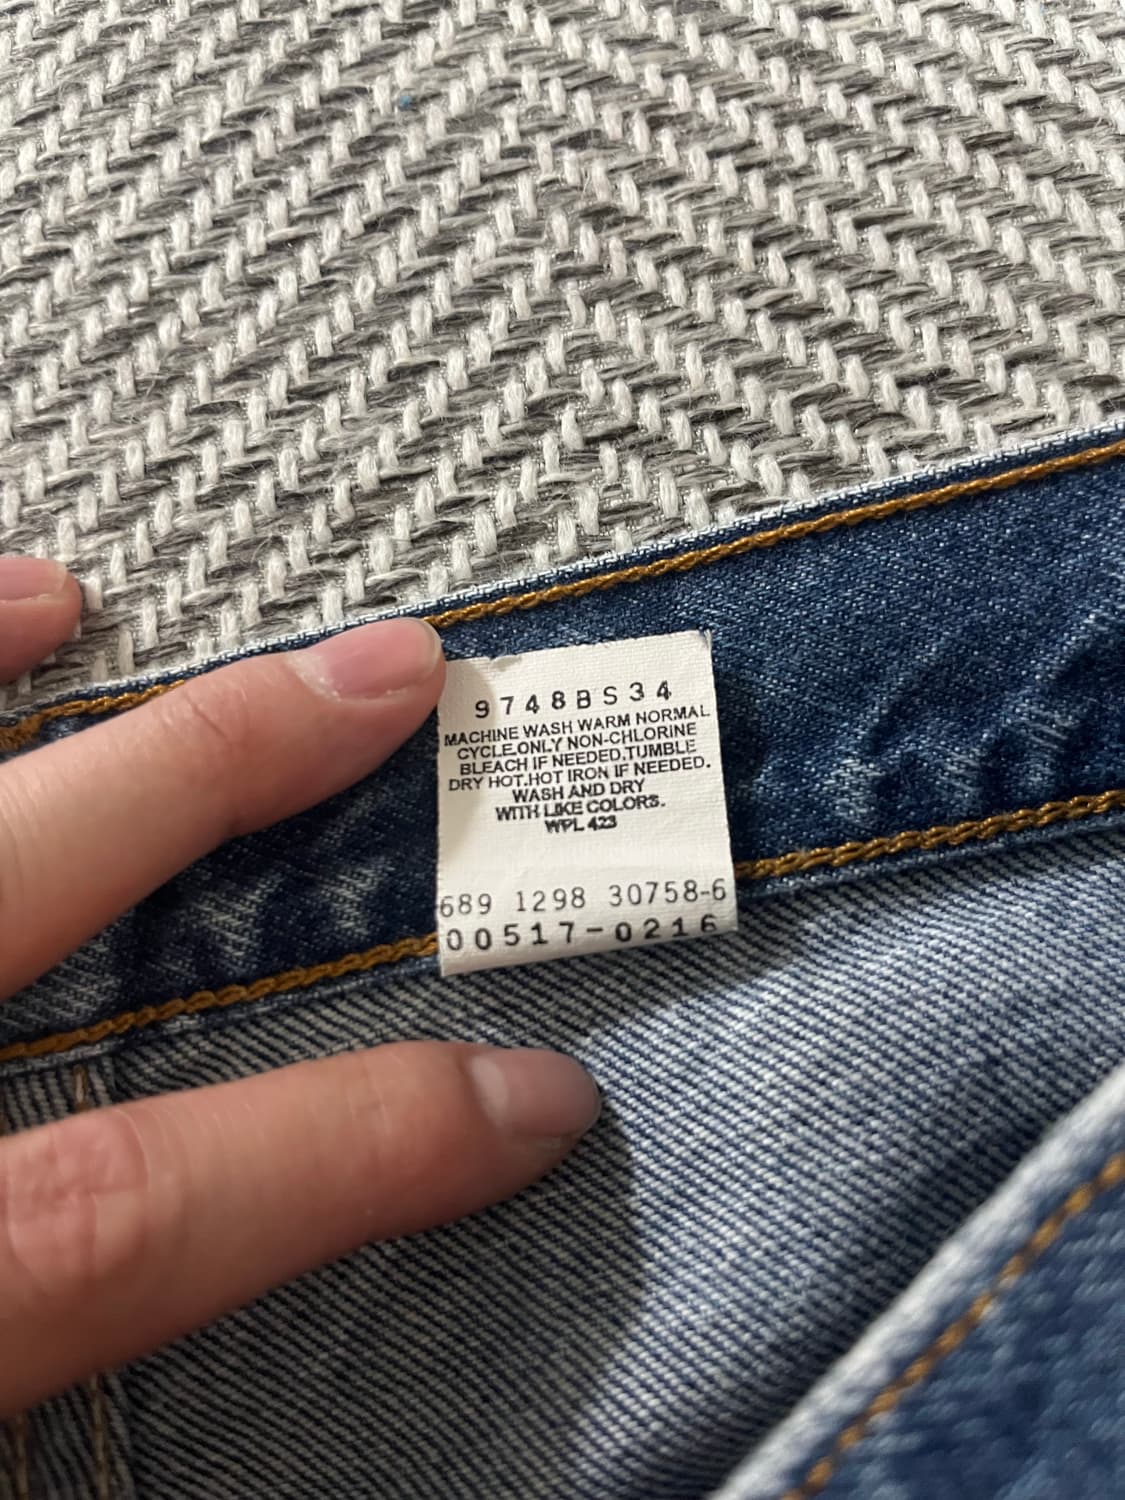 9748BS34
MACHINE WASH WARM NORMAL
CYCLE.ONLY NON-CHLORINE
BLEACH IF NEEDED.TUMBLE
DRY HOT.HOT IRON IF NEEDED.
WASH AND DRY
WITH LIKE COLORS.
WPL 423
689 1298 30758-6
00517-0216